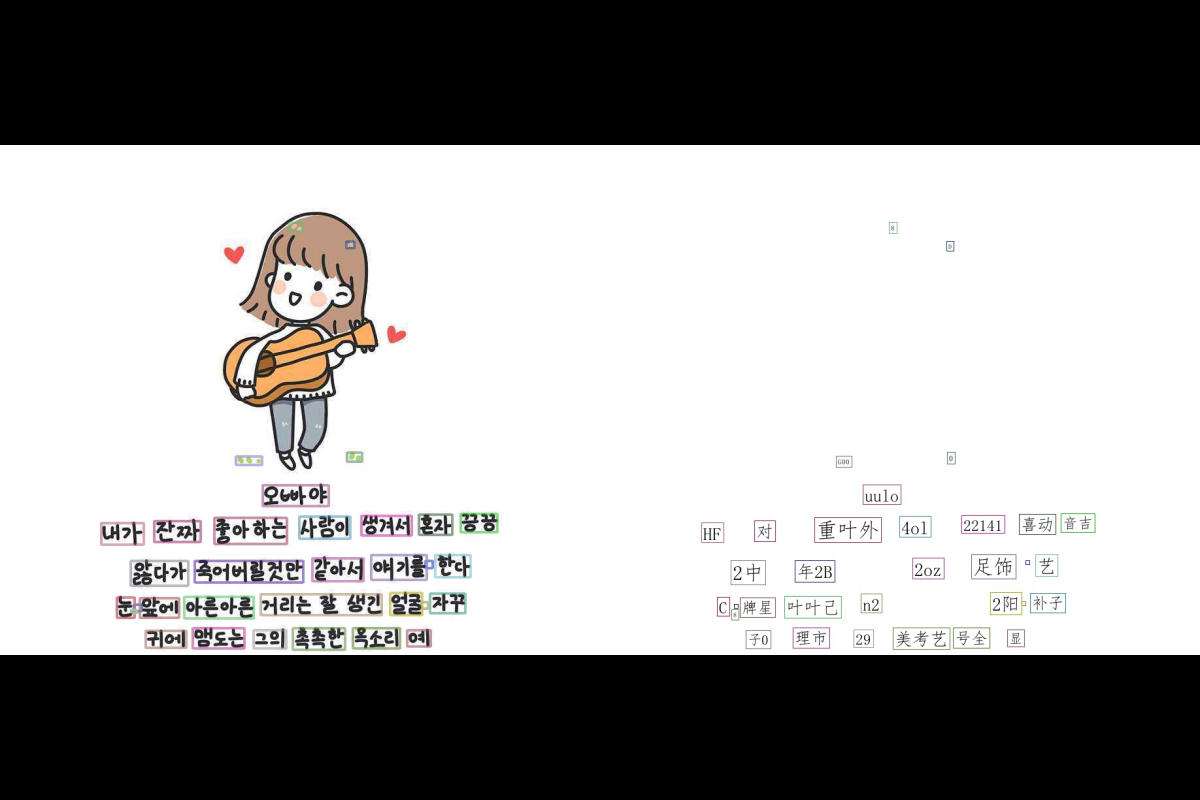 오빠야
내가 잔짜 좋아하는 사람이 생겨서 혼자 끙끙
앓다가 죽어버릴것만 같아서 얘기를 한다
눈 앞에 아른아른 거리는 잘 생긴 얼굴 자꾸
귀에 맴도는 그의 촉촉한 목소리 예
8
D
G00
0
uulo
HF 对 重叶外 4ol 22141 喜动 音吉
2中 年2B 2oz 足饰 艺
C 牌星 叶叶己 n2 2阳 补子
子0 理市 29 美考艺 号全 显